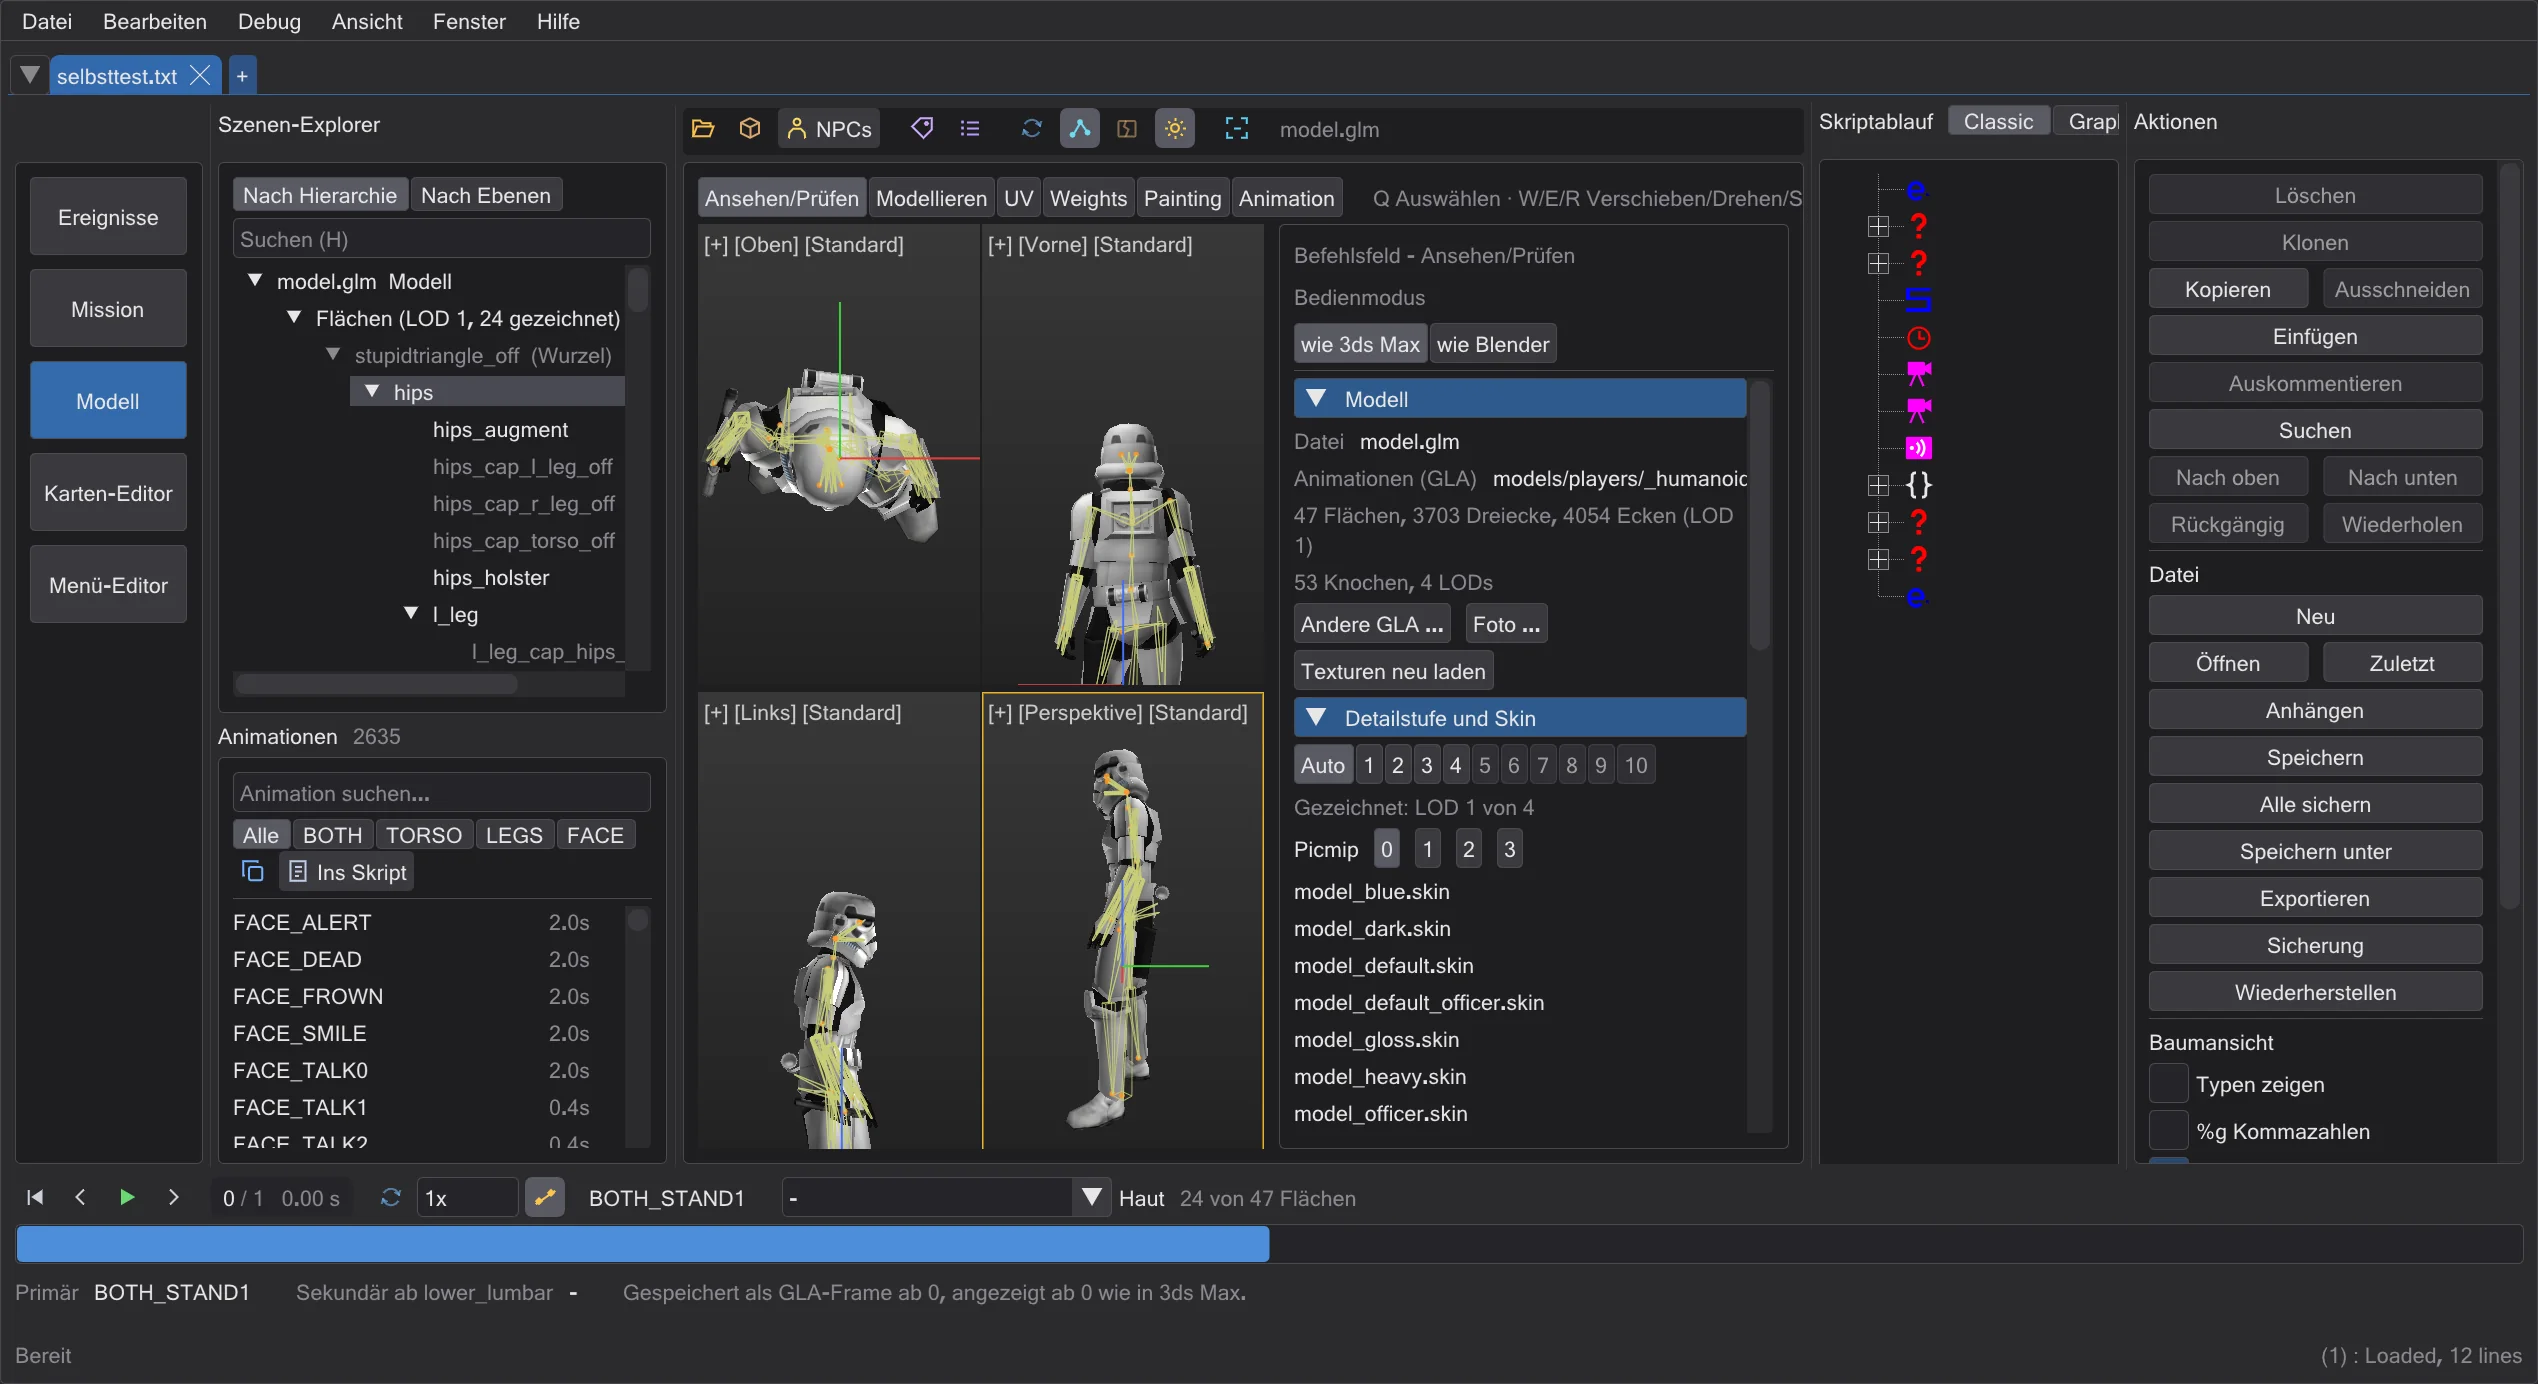 Datei Bearbeiten Debug Ansicht Fenster Hilfe
selbsttest.txt +
Ereignisse
Mission
Modell
Karten-Editor
Menü-Editor
Szenen-Explorer
Nach Hierarchie Nach Ebenen
Suchen (H)
model.glm Modell
Flächen (LOD 1, 24 gezeichnet)
stupidtriangle_off (Wurzel)
hips
hips_augment
hips_cap_l_leg_off
hips_cap_r_leg_off
hips_cap_torso_off
hips_holster
l_leg
l_leg_cap_hips_
Animationen 2635
Animation suchen...
Alle BOTH TORSO LEGS FACE
Ins Skript
FACE_ALERT 2.0s
FACE_DEAD 2.0s
FACE_FROWN 2.0s
FACE_SMILE 2.0s
FACE_TALK0 2.0s
FACE_TALK1 0.4s
FACE_TALK2 0.4s
NPCs model.glm
Ansehen/Prüfen Modellieren UV Weights Painting Animation Q Auswählen · W/E/R Verschieben/Drehen/S
[+] [Oben] [Standard]
[+] [Vorne] [Standard]
[+] [Links] [Standard]
[+] [Perspektive] [Standard]
Befehlsfeld - Ansehen/Prüfen
Bedienmodus
wie 3ds Max wie Blender
Modell
Datei model.glm
Animationen (GLA) models/players/_humanoid
47 Flächen, 3703 Dreiecke, 4054 Ecken (LOD
1)
53 Knochen, 4 LODs
Andere GLA ... Foto ...
Texturen neu laden
Detailstufe und Skin
Auto 1 2 3 4 5 6 7 8 9 10
Gezeichnet: LOD 1 von 4
Picmip 0 1 2 3
model_blue.skin
model_dark.skin
model_default.skin
model_default_officer.skin
model_gloss.skin
model_heavy.skin
model_officer.skin
Skriptablauf Classic Grap
Aktionen
Löschen
Klonen
Kopieren Ausschneiden
Einfügen
Auskommentieren
Suchen
Nach oben Nach unten
Rückgängig Wiederholen
Datei
Neu
Öffnen Zuletzt
Anhängen
Speichern
Alle sichern
Speichern unter
Exportieren
Sicherung
Wiederherstellen
Baumansicht
Typen zeigen
%g Kommazahlen
0 / 1 0.00 s 1x BOTH_STAND1 - Haut 24 von 47 Flächen
Primär BOTH_STAND1 Sekundär ab lower_lumbar - Gespeichert als GLA-Frame ab 0, angezeigt ab 0 wie in 3ds Max.
Bereit (1) : Loaded, 12 lines